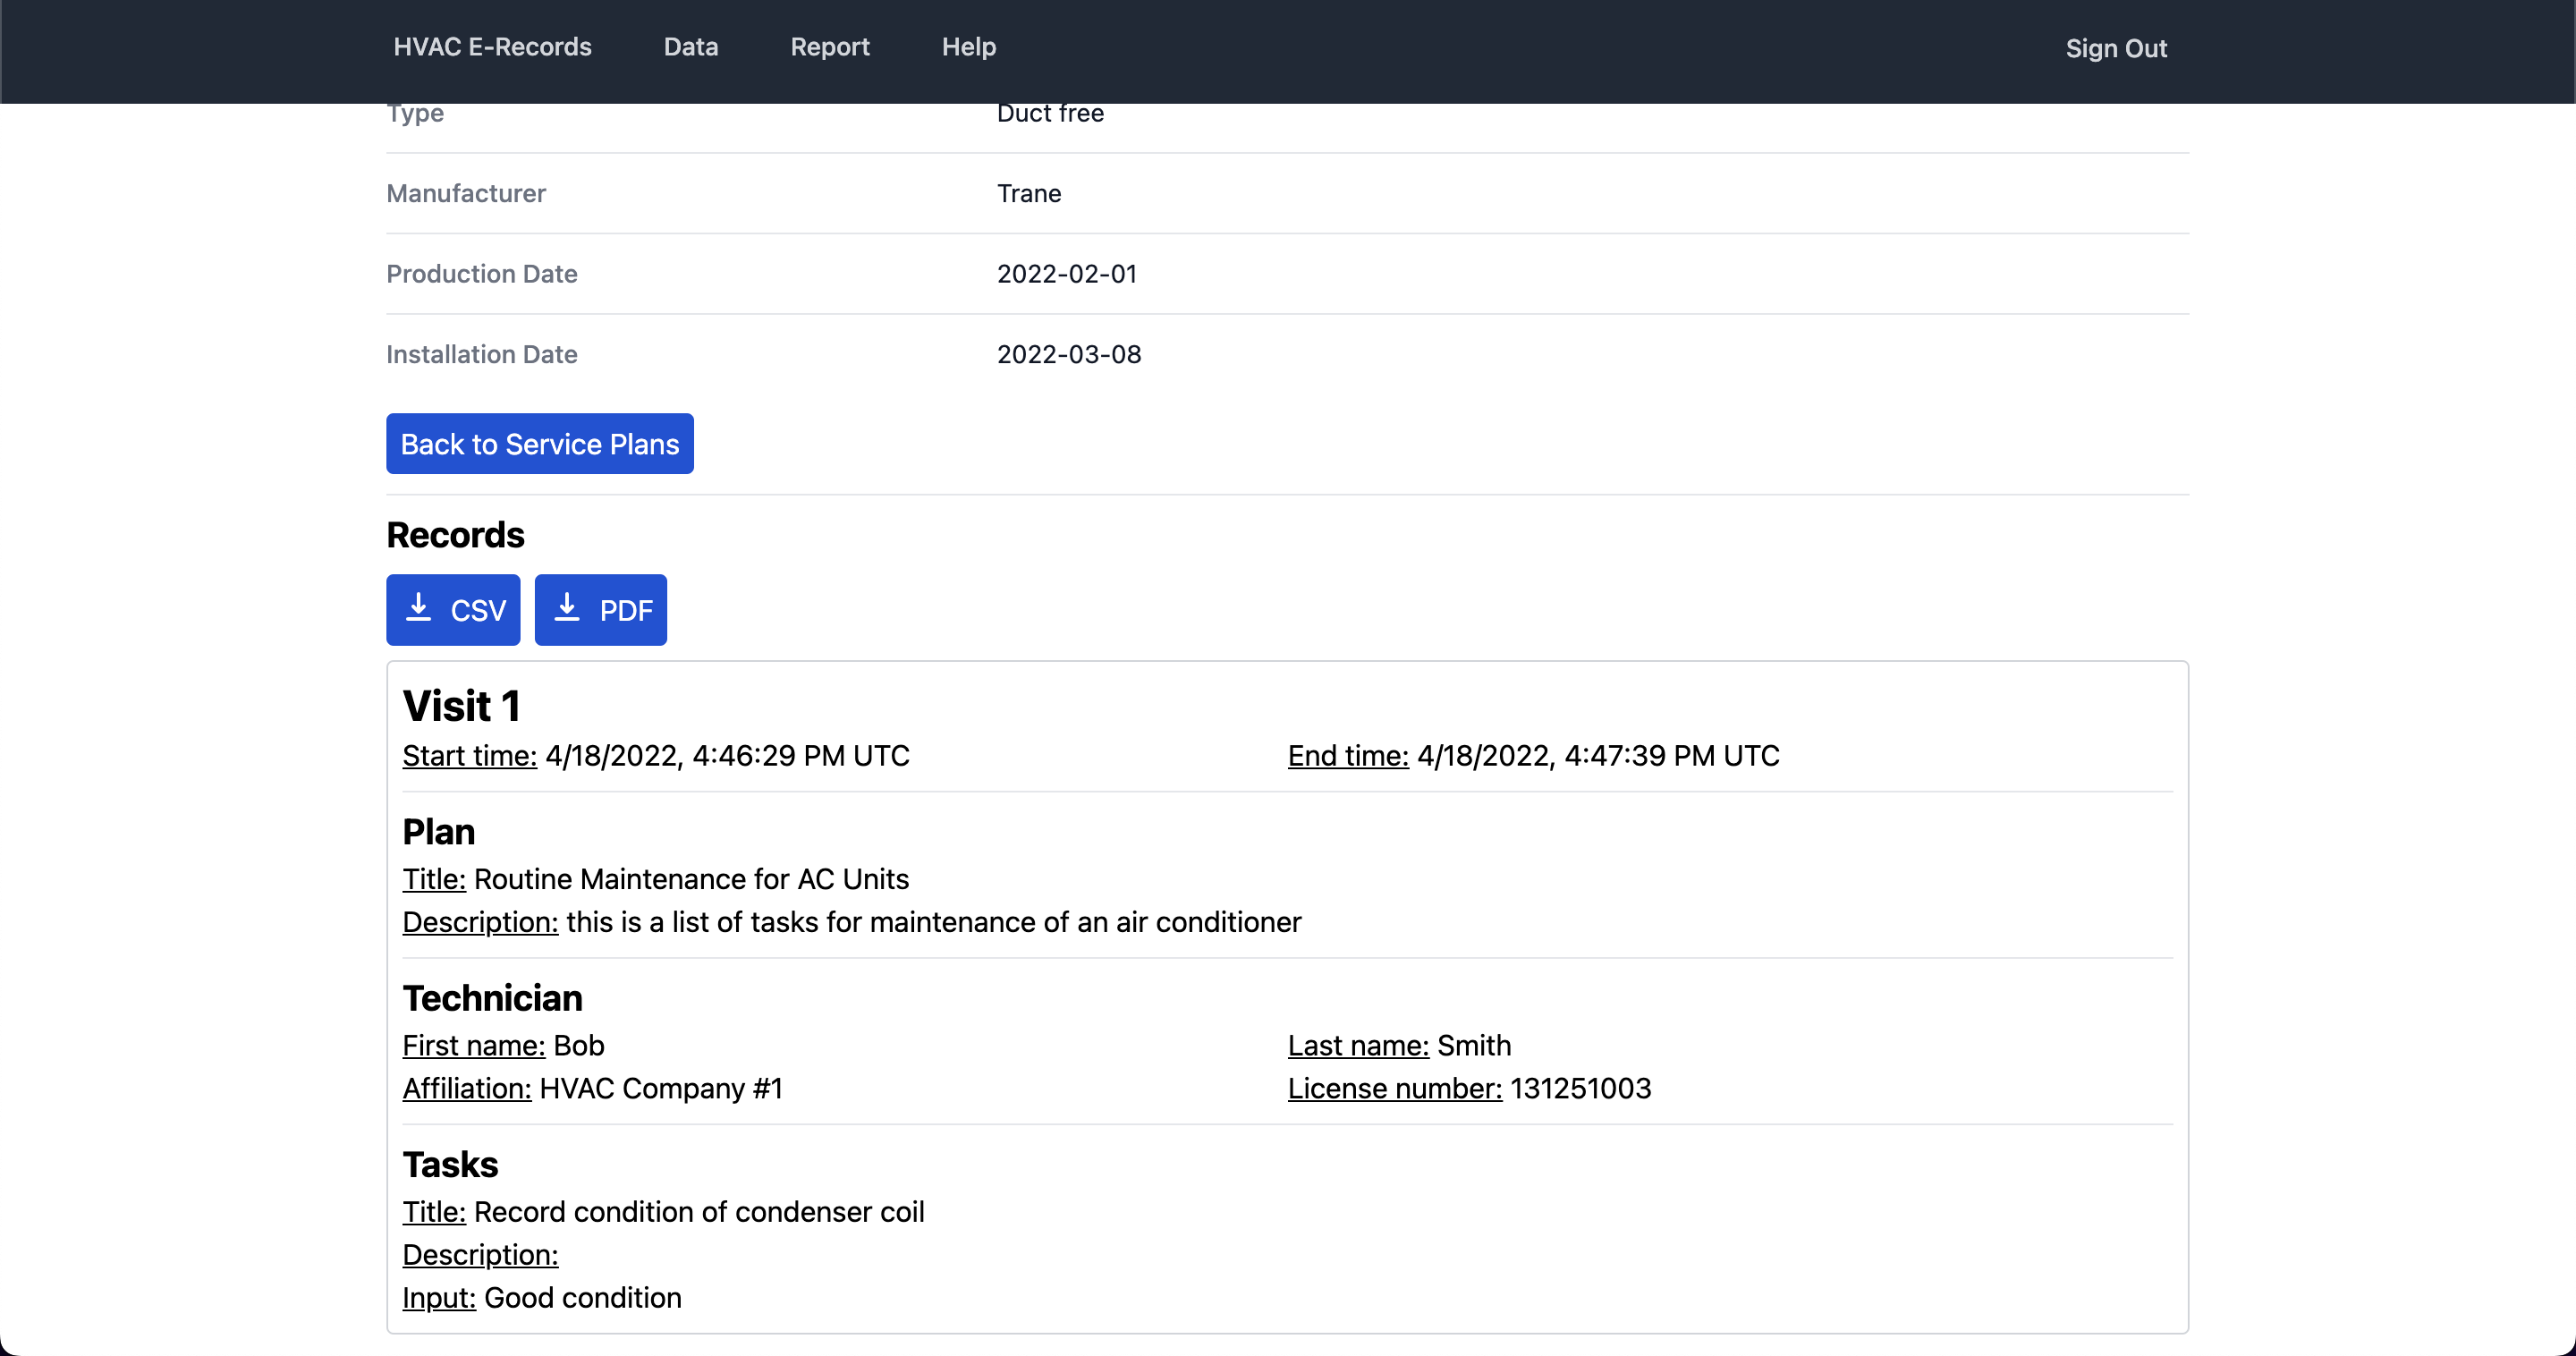 HVAC E-Records Data Report Help Sign Out
Type Duct free
Manufacturer Trane
Production Date 2022-02-01
Installation Date 2022-03-08
Back to Service Plans
Records
CSV PDF
Visit 1
Start time: 4/18/2022, 4:46:29 PM UTC End time: 4/18/2022, 4:47:39 PM UTC
Plan
Title: Routine Maintenance for AC Units
Description: this is a list of tasks for maintenance of an air conditioner
Technician
First name: Bob Last name: Smith
Affiliation: HVAC Company #1 License number: 131251003
Tasks
Title: Record condition of condenser coil
Description:
Input: Good condition